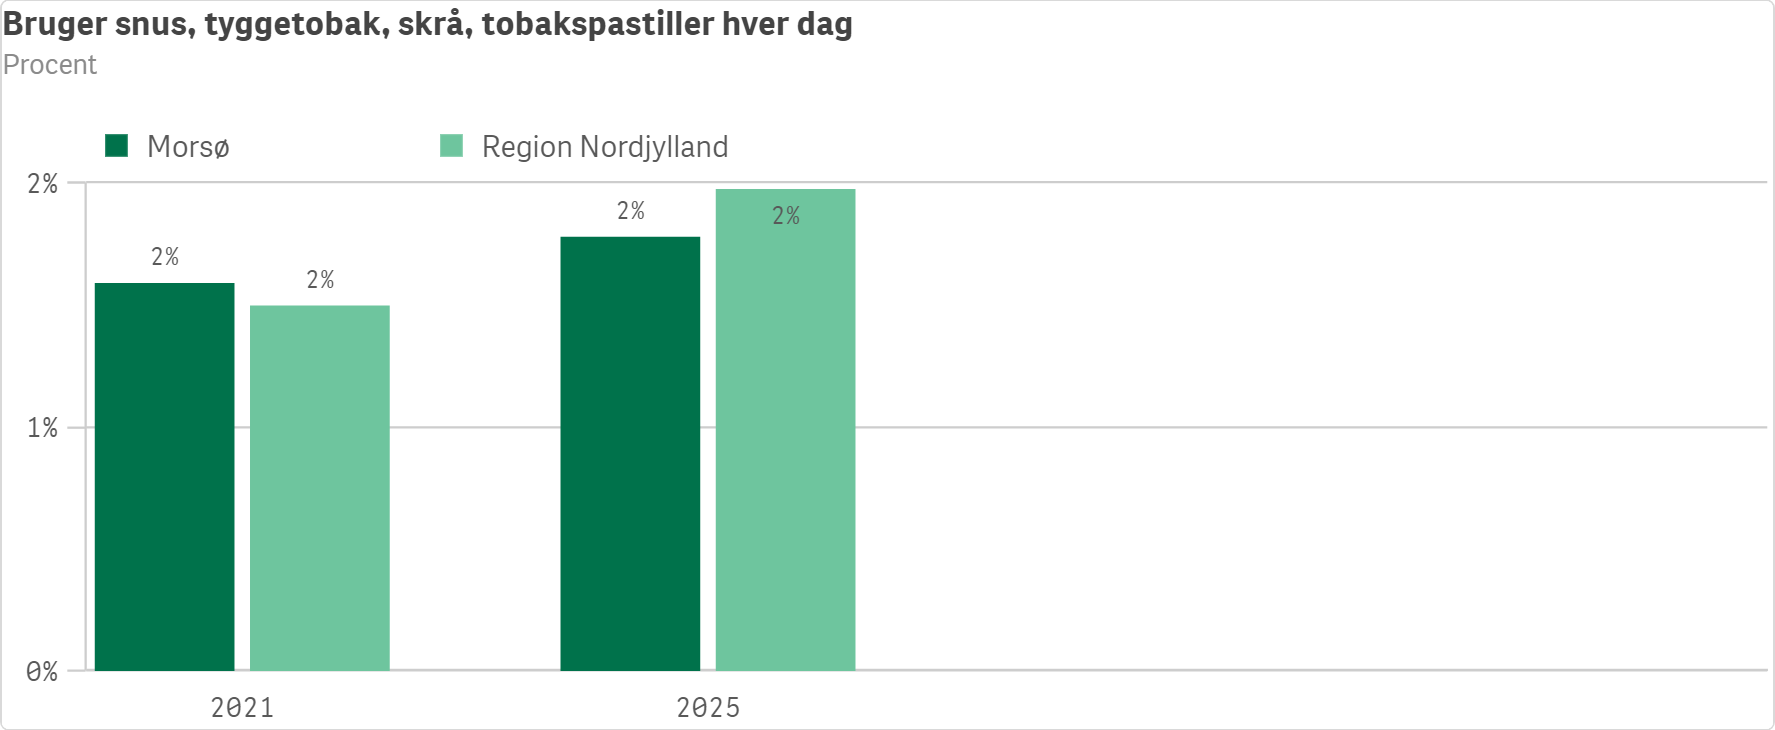 Bruger snus, tyggetobak, skrå, tobakspastiller hver dag
Procent
Morsø Region Nordjylland
2%
2%
2%
2%
2%
1%
0%
2021 2025